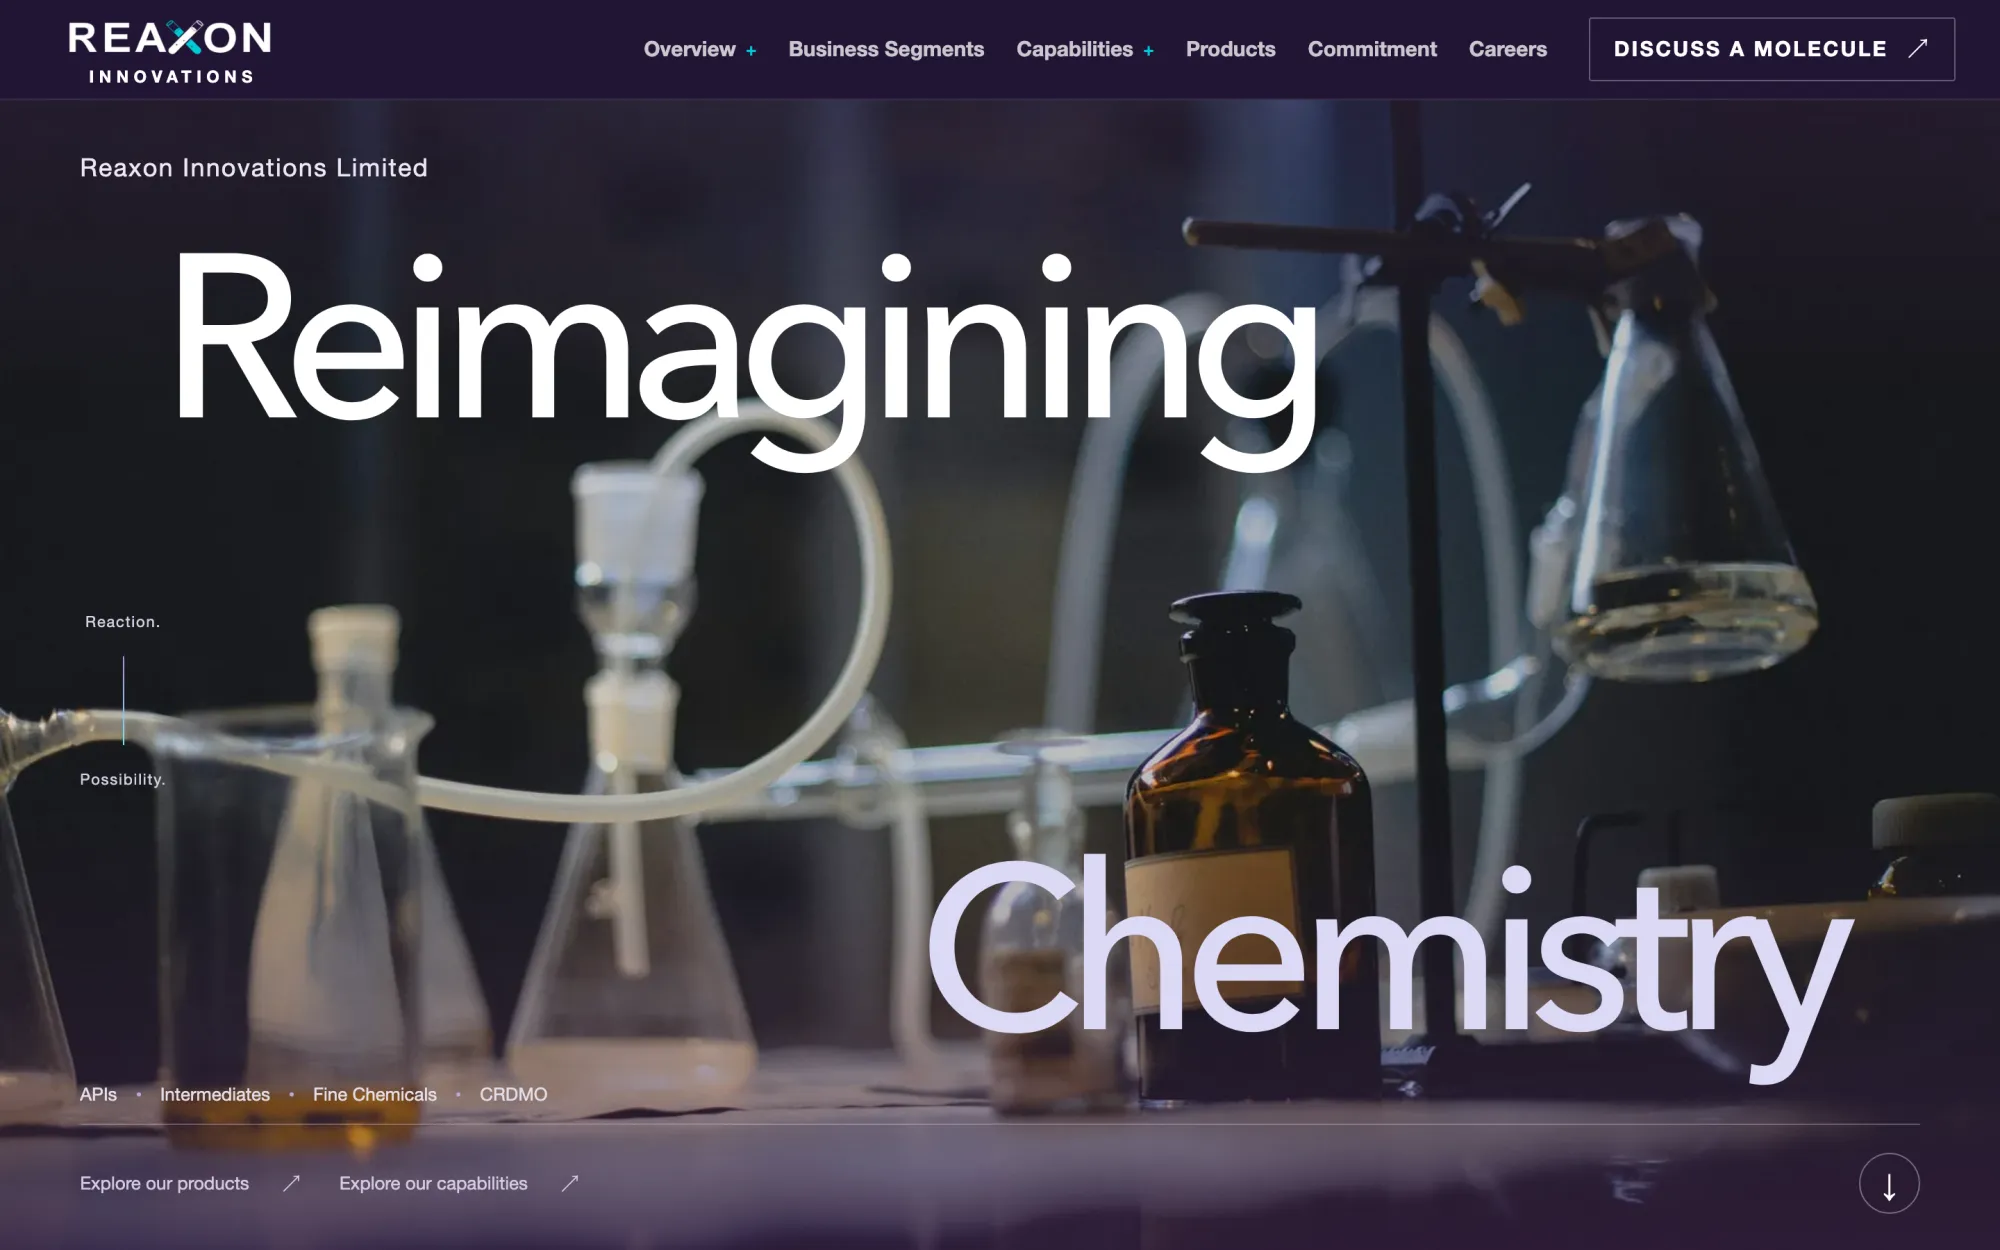 REAXON
INNOVATIONS
Overview +
Business Segments
Capabilities +
Products
Commitment
Careers
DISCUSS A MOLECULE
Reaxon Innovations Limited
Reimagining
Reaction.
Possibility.
Chemistry
APIs • Intermediates • Fine Chemicals • CRDMO
Explore our products
Explore our capabilities